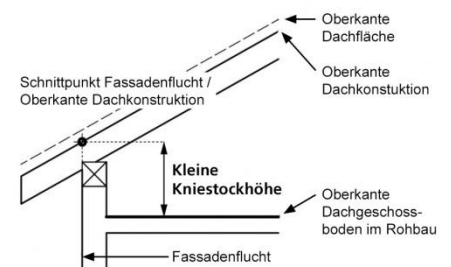 Oberkante
Dachfläche
Oberkante
Dachkonstuktion
Schnittpunkt Fassadenflucht /
Oberkante Dachkonstruktion
Kleine
Kniestockhöhe
Oberkante
Dachgeschoss-
boden im Rohbau
Fassadenflucht